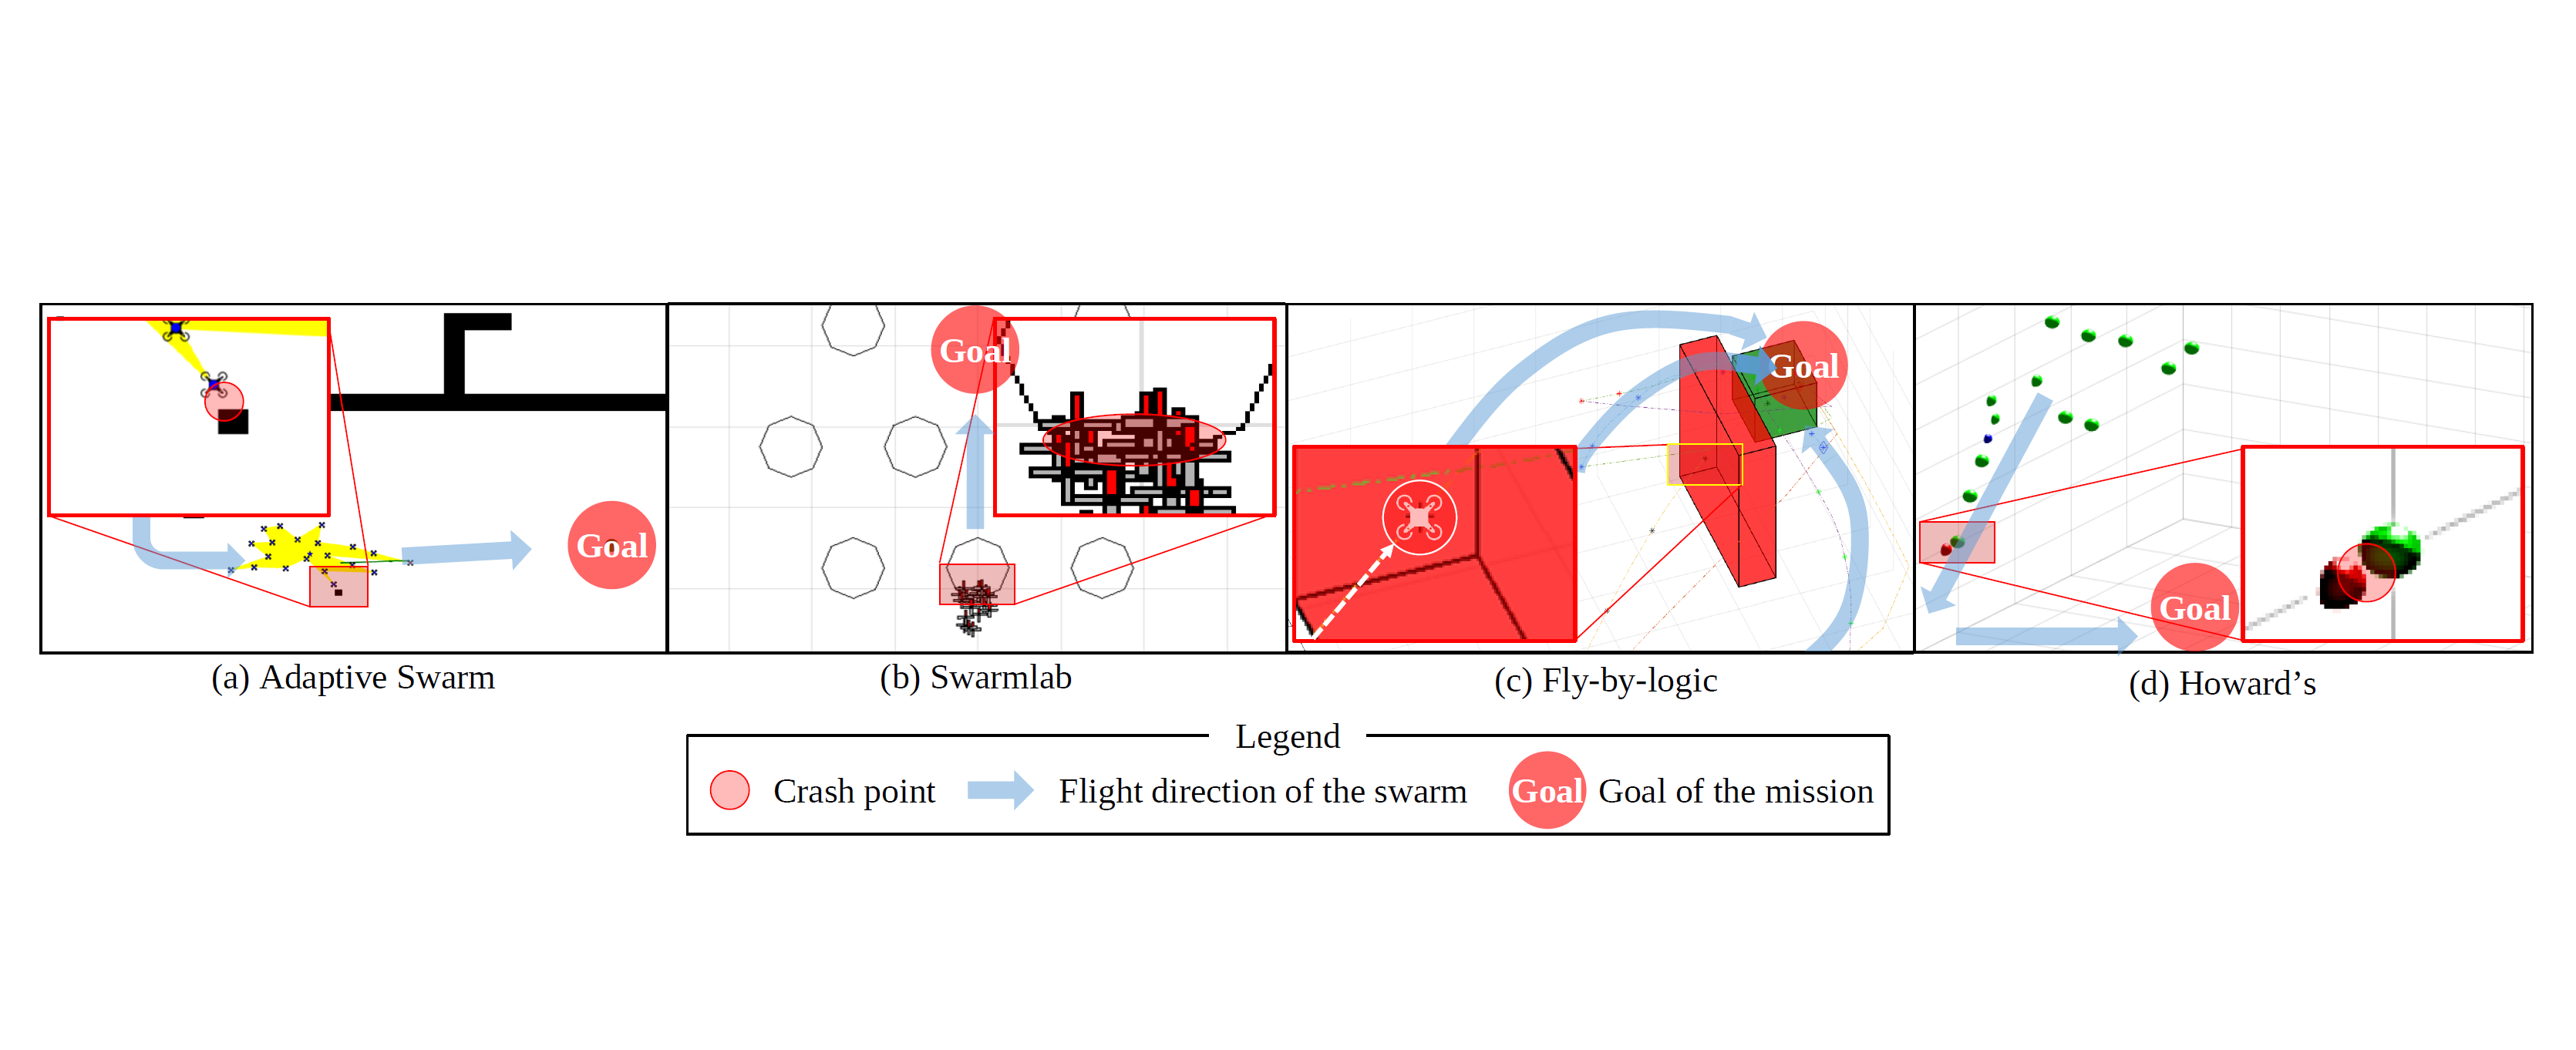 Goal
Goal
Goal
Goal
(a) Adaptive Swarm
(b) Swarmlab
(c) Fly-by-logic
(d) Howard’s
Legend
Crash point
Flight direction of the swarm
Goal
Goal of the mission